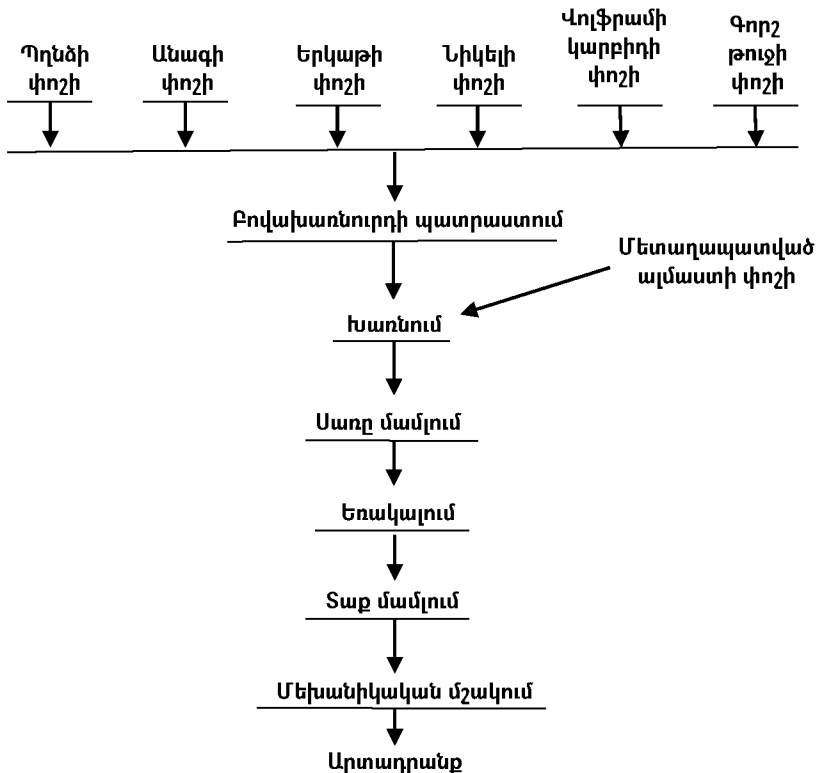 Պղնձի
փոշի
Անագի
փոշի
Երկաթի
փոշի
Նիկելի
փոշի
Վոլֆրամի
կարբիդի
փոշի
Գորշ
թուջի
փոշի
Բովախառնուրդի պատրաստում
Մետաղապատված
ալմաստի փոշի
Խառնում
Սառը մամլում
Եռակալում
Տաք մամլում
Մեխանիկական մշակում
Արտադրանք